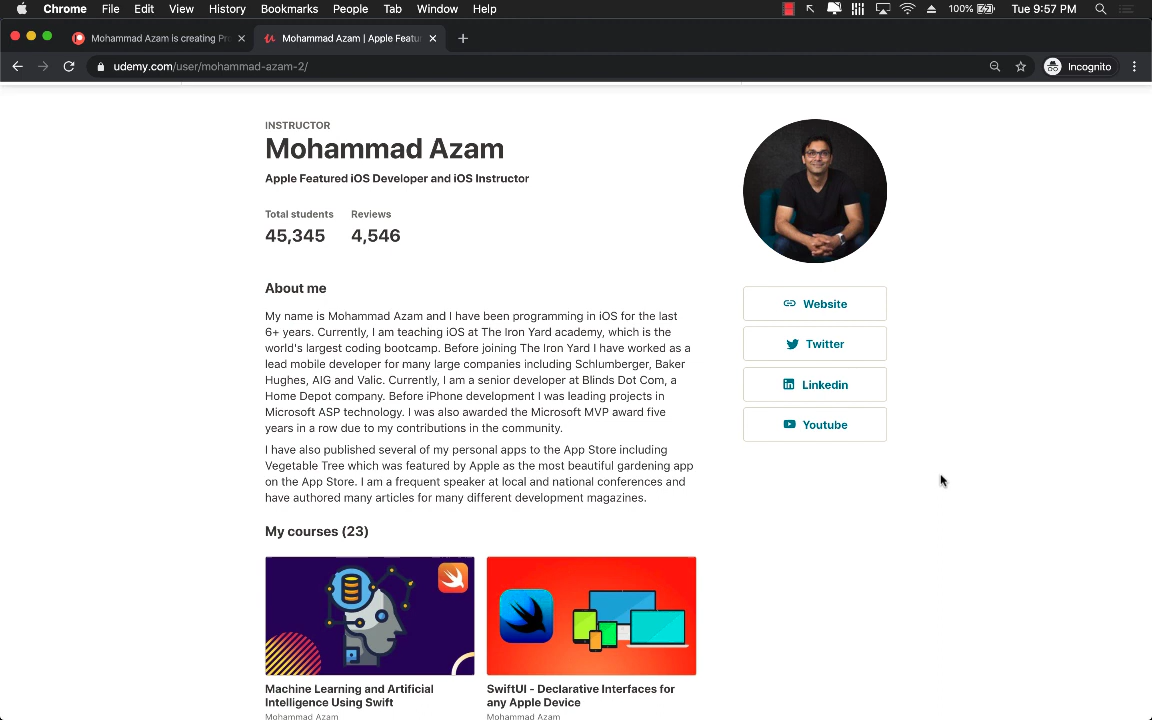 Chrome File Edit View History Bookmarks People Tab Window Help 100% Tue 9:57 PM
Mohammad Azam is creating Pr
Mohammad Azam | Apple Featu
udemy.com/user/mohammad-azam-2/
Incognito
INSTRUCTOR
Mohammad Azam
Apple Featured iOS Developer and iOS Instructor
Total students Reviews
45,345 4,546
About me
My name is Mohammad Azam and I have been programming in iOS for the last
6+ years. Currently, I am teaching iOS at The Iron Yard academy, which is the
world's largest coding bootcamp. Before joining The Iron Yard I have worked as a
lead mobile developer for many large companies including Schlumberger, Baker
Hughes, AIG and Valic. Currently, I am a senior developer at Blinds Dot Com, a
Home Depot company. Before iPhone development I was leading projects in
Microsoft ASP technology. I was also awarded the Microsoft MVP award five
years in a row due to my contributions in the community.
I have also published several of my personal apps to the App Store including
Vegetable Tree which was featured by Apple as the most beautiful gardening app
on the App Store. I am a frequent speaker at local and national conferences and
have authored many articles for many different development magazines.
Website
Twitter
Linkedin
Youtube
My courses (23)
Machine Learning and Artificial
Intelligence Using Swift
Mohammad Azam
SwiftUI - Declarative Interfaces for
any Apple Device
Mohammad Azam